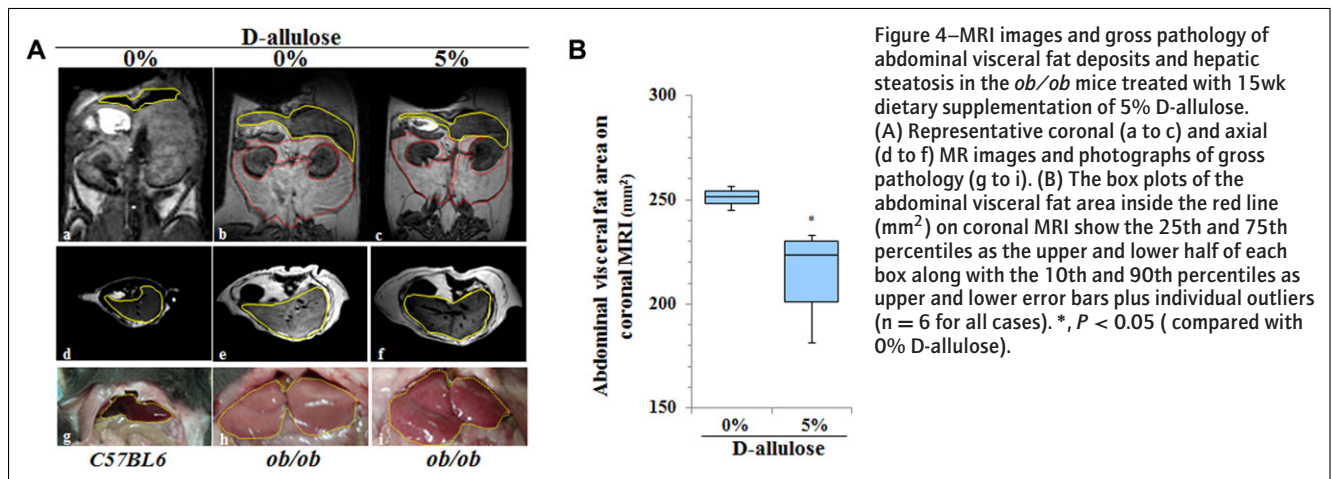 A
D-allulose
0% 0% 5%
a b c
d e f
g h i
C57BL6 ob/ob ob/ob
B
Abdominal visceral fat area on
coronal MRI (mm²)
300
250
200
150
*
0% 5%
D-allulose
Figure 4–MRI images and gross pathology of
abdominal visceral fat deposits and hepatic
steatosis in the ob/ob mice treated with 15wk
dietary supplementation of 5% D-allulose.
(A) Representative coronal (a to c) and axial
(d to f) MR images and photographs of gross
pathology (g to i). (B) The box plots of the
abdominal visceral fat area inside the red line
(mm²) on coronal MRI show the 25th and 75th
percentiles as the upper and lower half of each
box along with the 10th and 90th percentiles as
upper and lower error bars plus individual outliers
(n = 6 for all cases). *, P < 0.05 ( compared with
0% D-allulose).